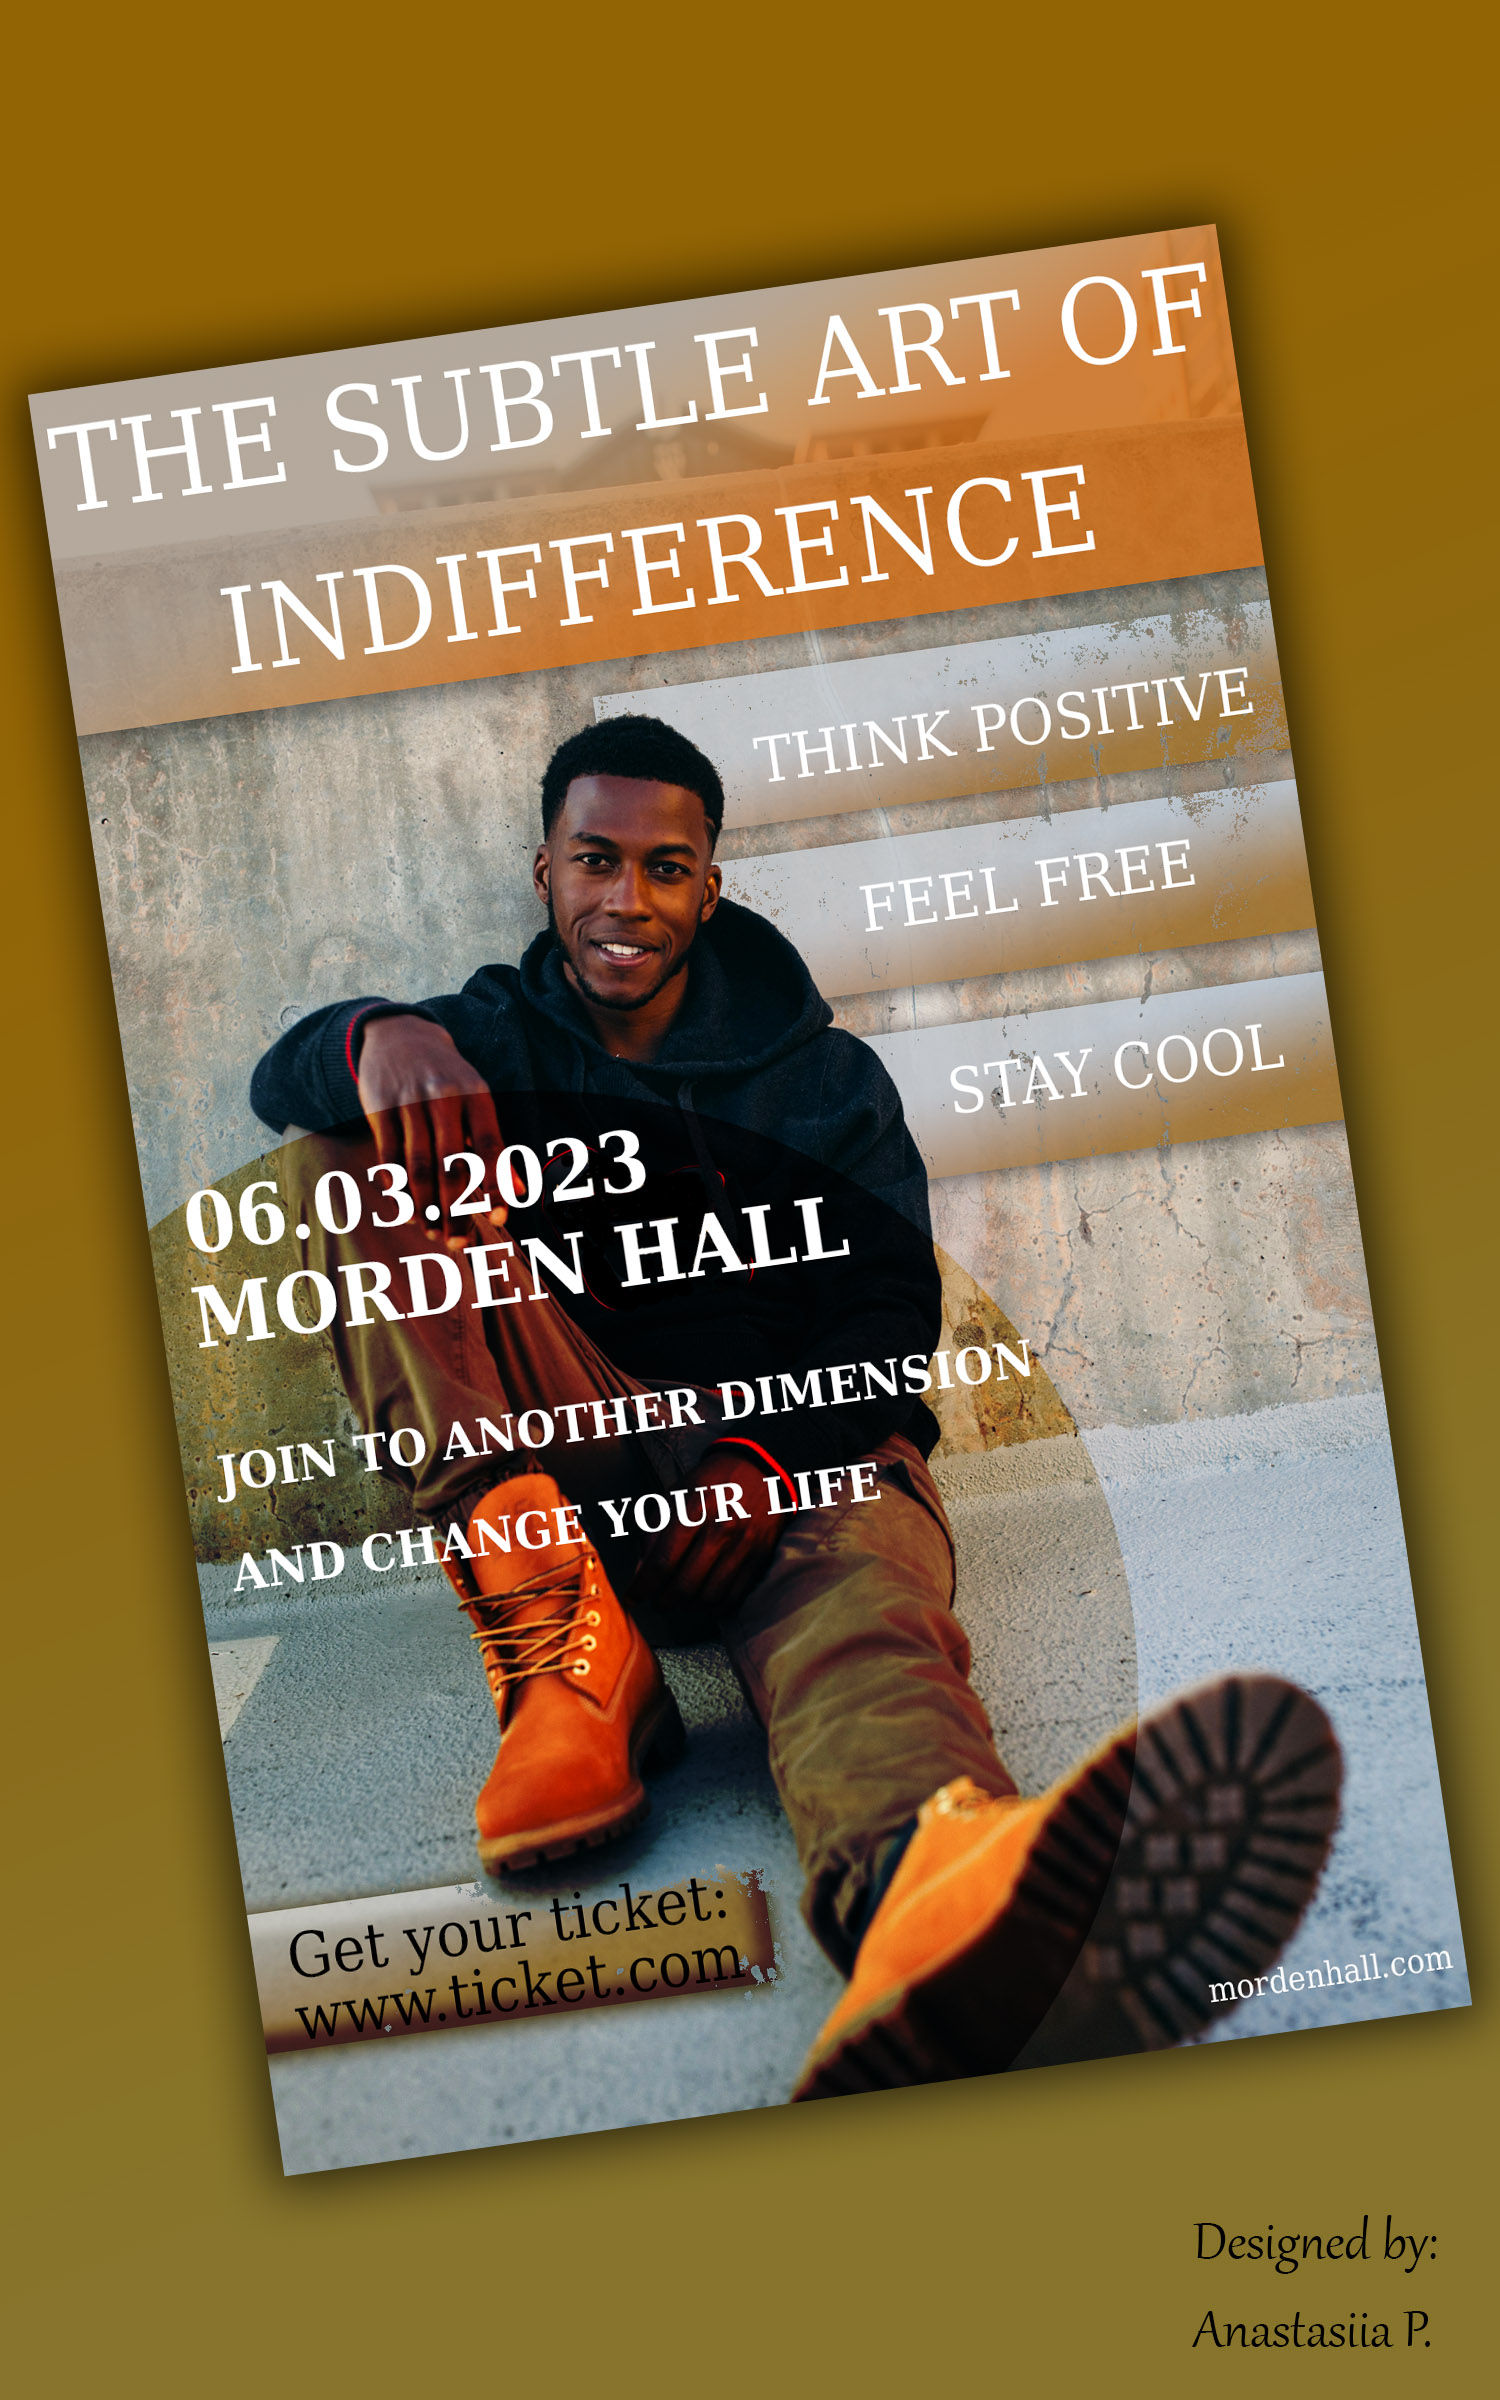 THE SUBTLE ART OF
INDIFFERENCE
THINK POSITIVE
FEEL FREE
STAY COOL
06.03.2023
MORDEN HALL
JOIN TO ANOTHER DIMENSION
AND CHANGE YOUR LIFE
Get your ticket:
www.ticket.com
mordenhall.com
Designed by:
Anastasiia P.